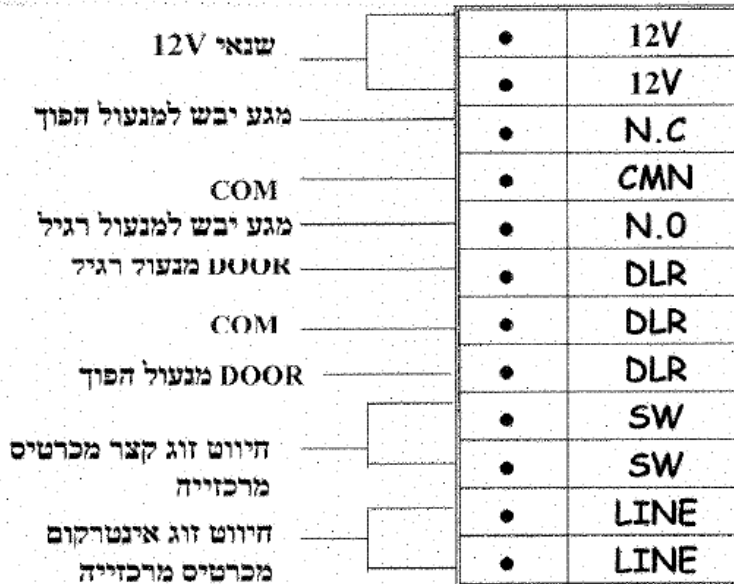 שנאי 12V
12V
12V
מגע יבש למנעול הפוך
N.C
COM
CMN
מגע יבש למנעול רגיל
N.O
DOOR מנעול רגיל
DLR
COM
DLR
DOOR מנעול הפוך
DLR
חיווט זוג קצר מכרטיס
מרכזייה
SW
SW
חיווט זוג אינטרקום
מכרטיס מרכזייה
LINE
LINE